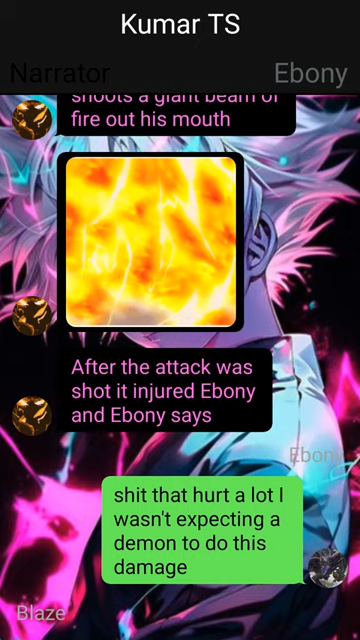 Kumar TS
Narrator
Ebony
shoots a giant beam of
fire out his mouth
After the attack was
shot it injured Ebony
and Ebony says
Ebony
shit that hurt a lot I
wasn't expecting a
demon to do this
damage
Blaze